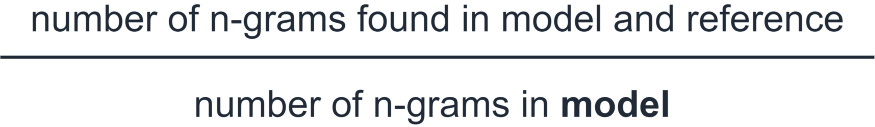 number of n-grams found in model and reference
number of n-grams in model